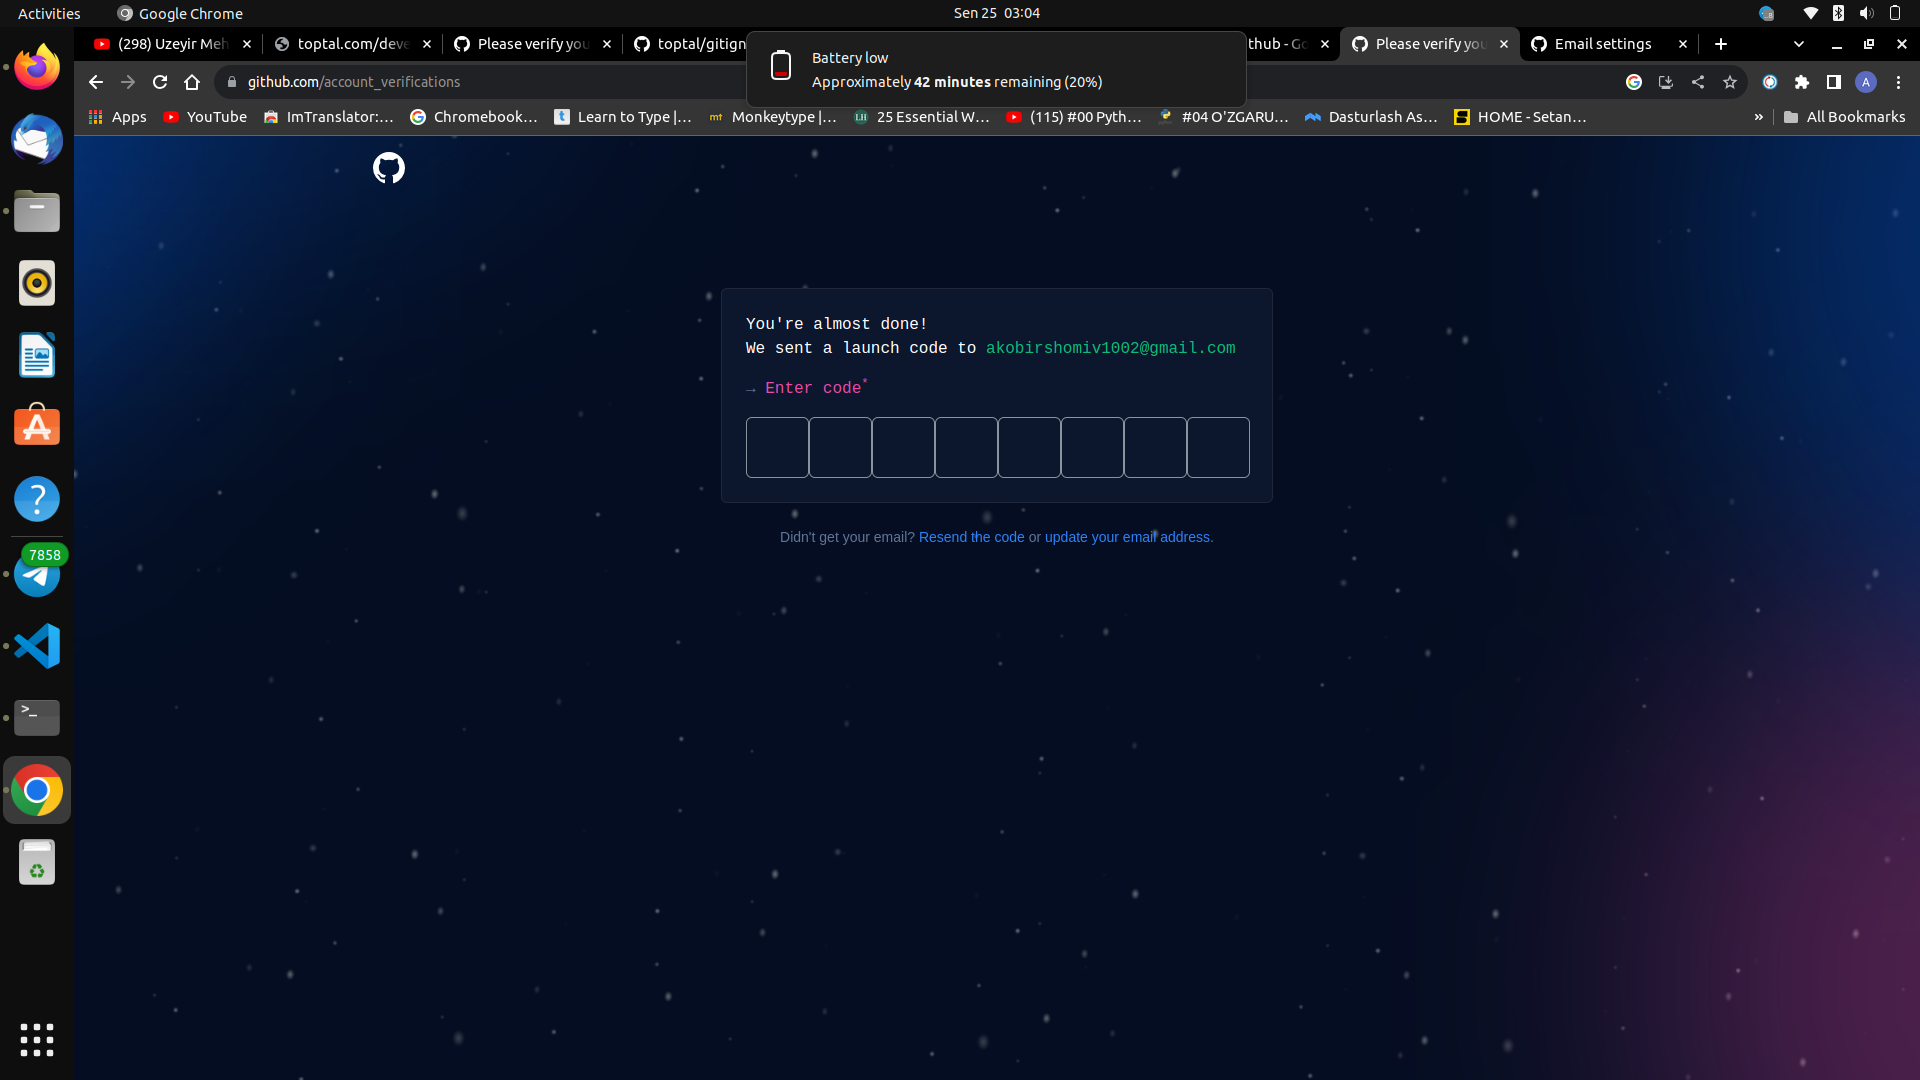 Activities
Google Chrome
Sen 25 03:04
(298) Uzeyir Meh
toptal.com/deve
Please verify you
toptal/gitign
thub - Go
Please verify you
Email settings
Battery low
Approximately 42 minutes remaining (20%)
github.com/account_verifications
A
Apps
YouTube
ImTranslator:...
Chromebook...
Learn to Type |...
Monkeytype |...
25 Essential W...
(115) #00 Pyth...
#04 O'ZGARU...
Dasturlash As...
HOME - Setan...
»
All Bookmarks
You're almost done!
We sent a launch code to akobirshomiv1002@gmail.com
→ Enter code*
Didn't get your email? Resend the code or update your email address.
7858